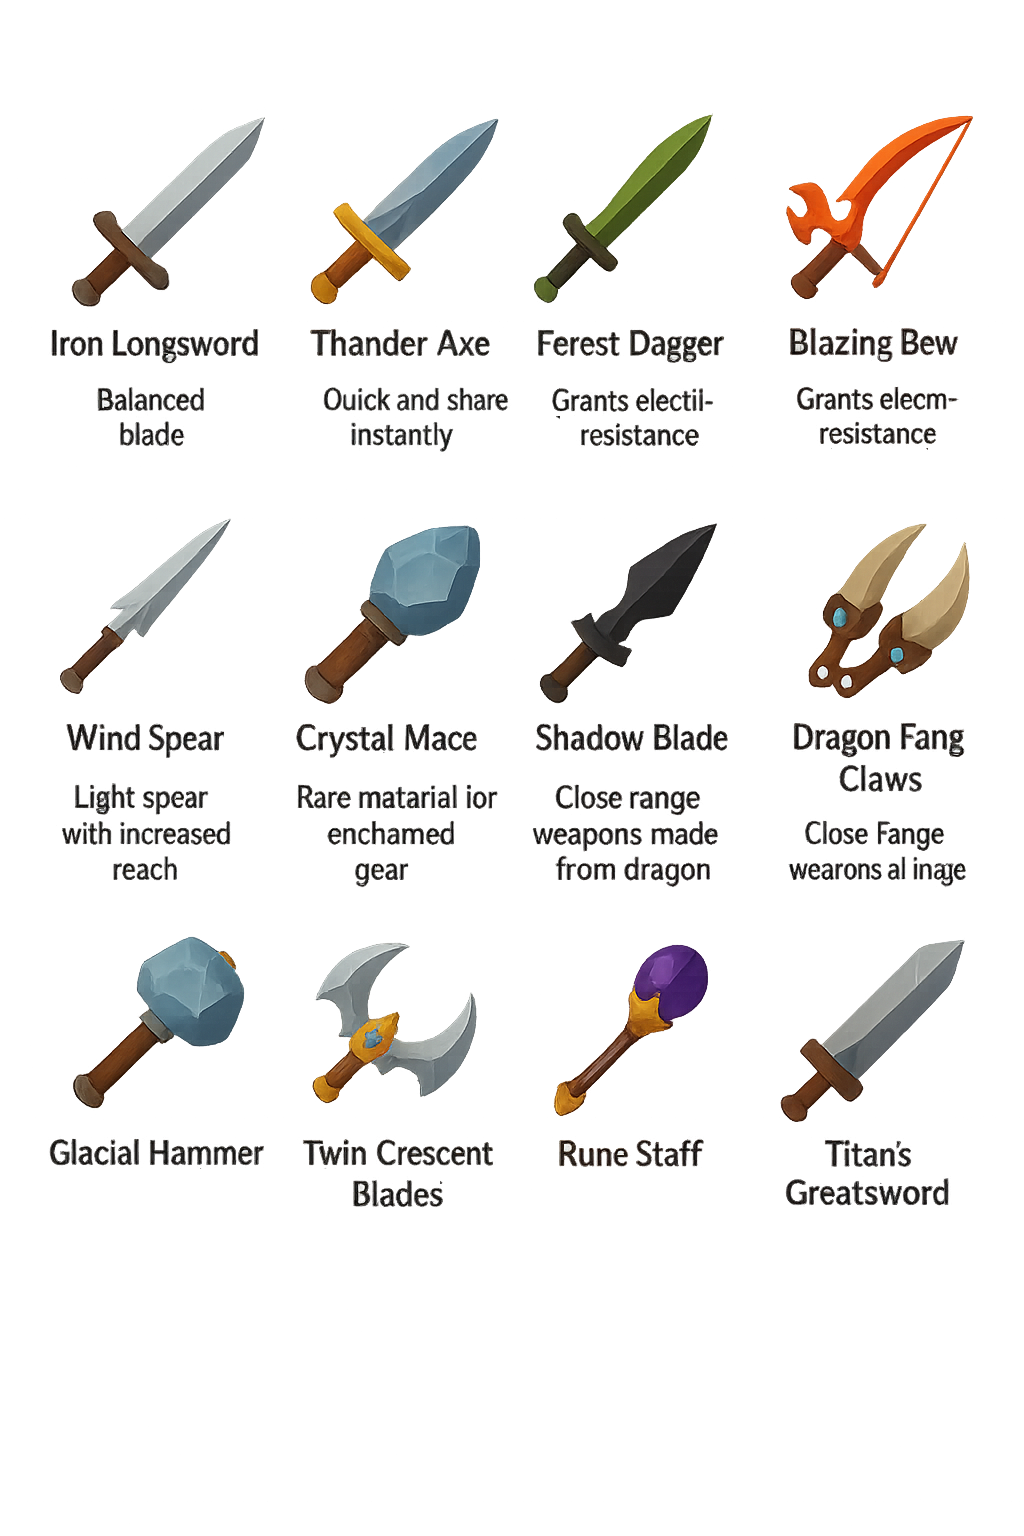 Iron Longsword
Thander Axe
Ferest Dagger
Blazing Bew
Balanced
blade
Ouick and share
instantly
Grants electil-
resistance
Grants elecm-
resistance
Wind Spear
Crystal Mace
Shadow Blade
Dragon Fang
Claws
Light spear
with increased
reach
Rare matarial ior
enchamed
gear
Close range
weapons made
from dragon
Close Fange
wearons al inage
Glacial Hammer
Twin Crescent
Blades
Rune Staff
Titan's
Greatsword